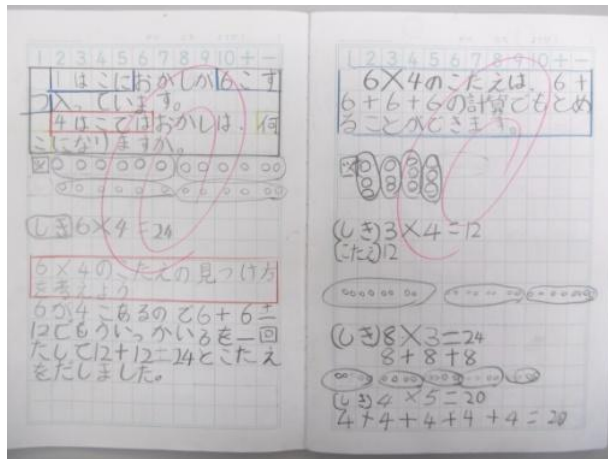 1 2 3 4 5 6 7 8 9 10 + −
1はこにおかしが6こず
つ入っています。
4はこではおかしは、何
こになりますか。
図
しき 6×4=24
6×4のこたえの見つけ方
を考えよう
6が4こあるので6+6=
12でもういっかい6を二回
たして12+12=24とこたえ
をだしました。
1 2 3 4 5 6 7 8 9 10 + −
6×4のこたえは、6+
6+6+6の計算でもとめ
ることができます。
図
(しき)3×4=12
(こたえ)12
(しき)8×3=24
8+8+8
(しき)4×5=20
4+4+4+4+4=20